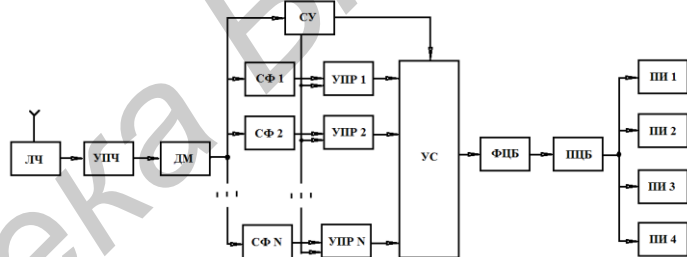 СУ
СФ 1 УПР 1 ПИ 1
СФ 2 УПР 2 ПИ 2
ЛЧ УПЧ ДМ УС ФЦБ ПЦБ
ПИ 3
СФ N УПР N ПИ 4
ека Б